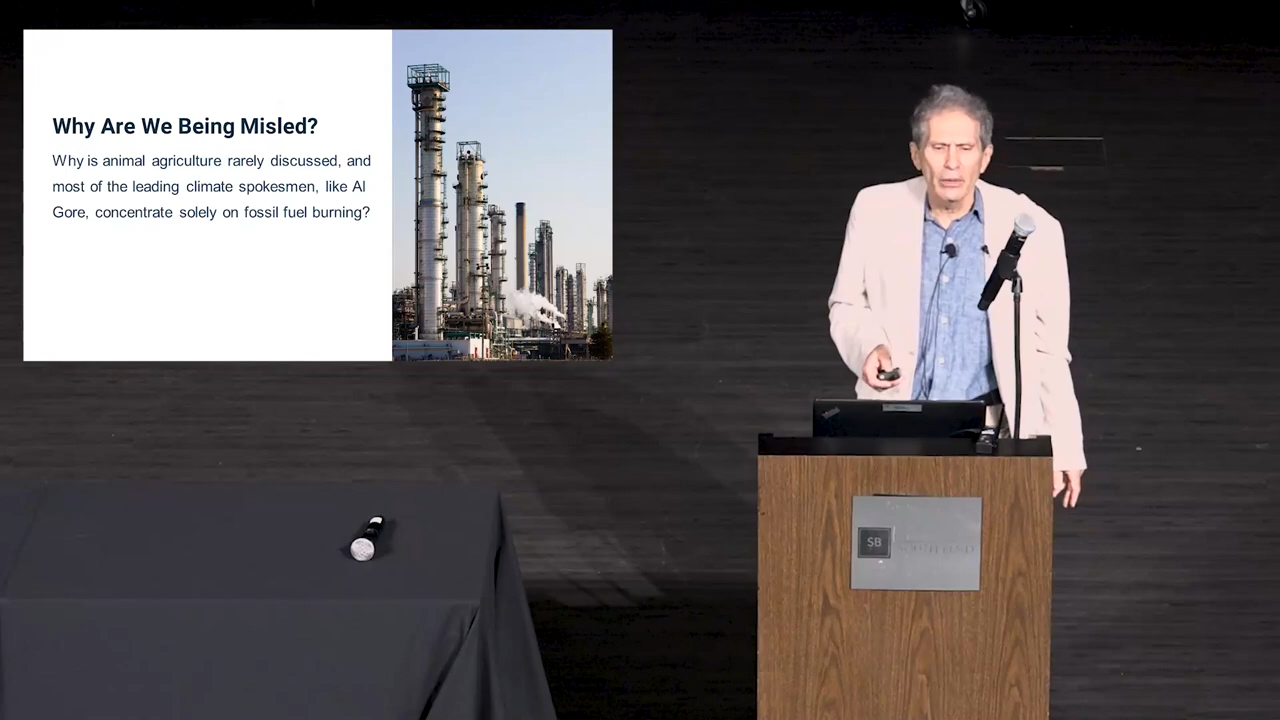 Why Are We Being Misled?
Why is animal agriculture rarely discussed, and
most of the leading climate spokesmen, like Al
Gore, concentrate solely on fossil fuel burning?
SB